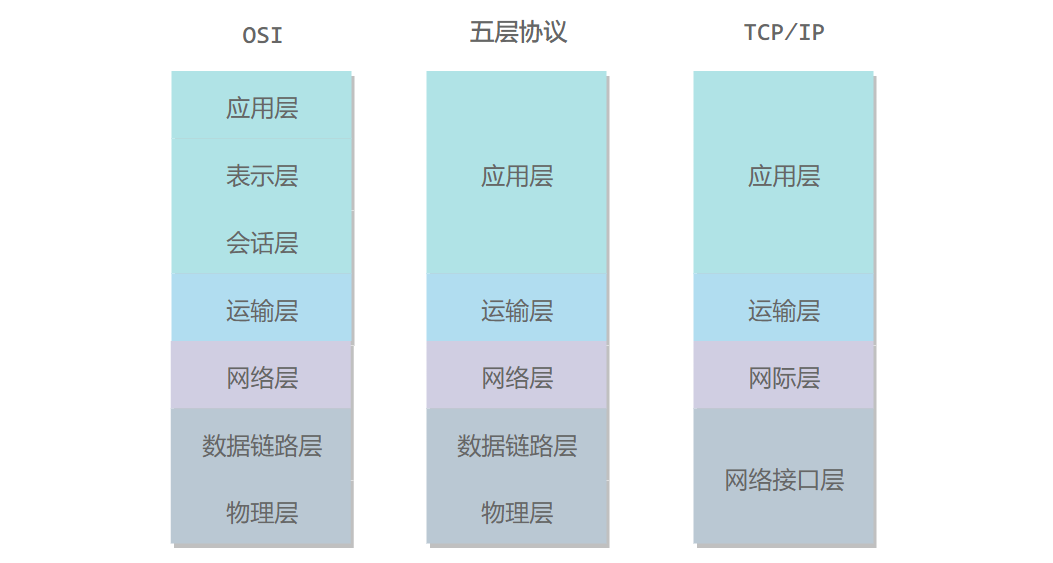 OSI
五层协议
TCP/IP
应用层
表示层
会话层
运输层
网络层
数据链路层
物理层
应用层
运输层
网络层
数据链路层
物理层
应用层
运输层
网际层
网络接口层